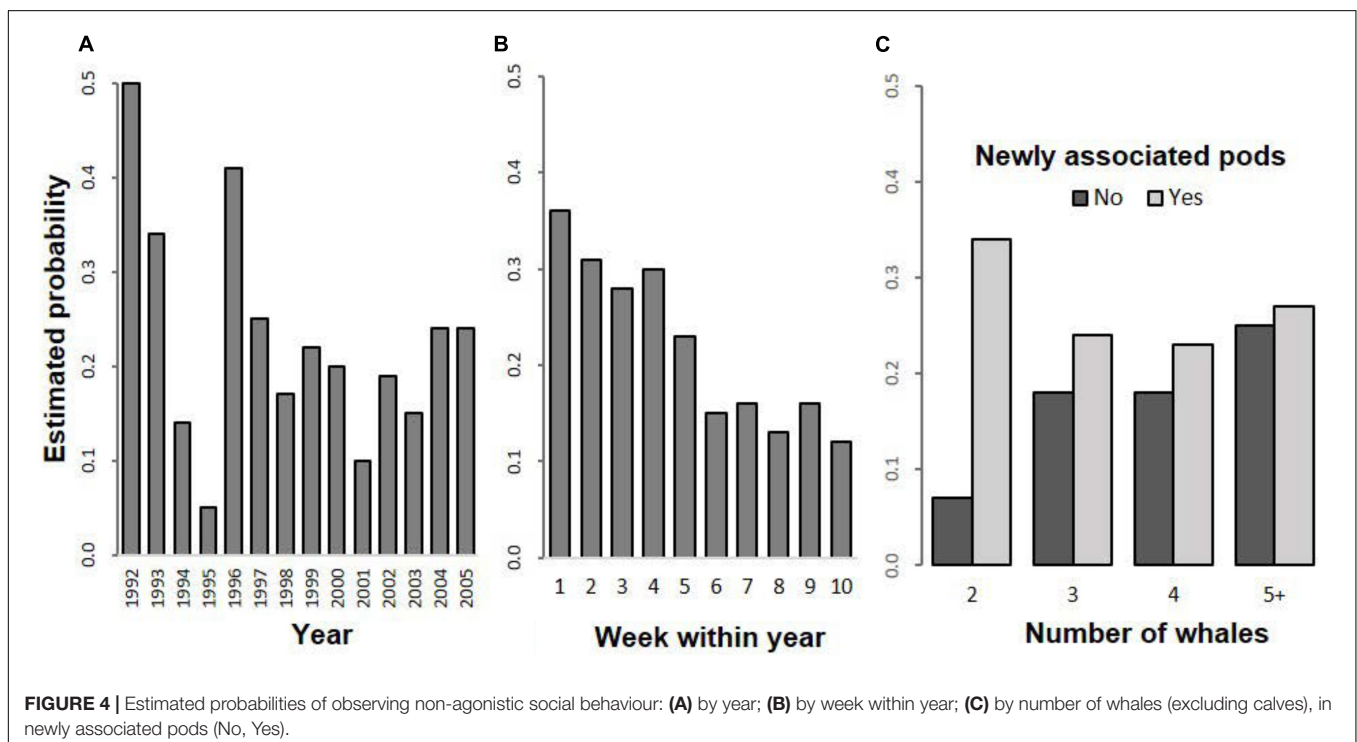 A
B
C
Estimated probability
0.0 0.1 0.2 0.3 0.4 0.5
1992 1993 1994 1995 1996 1997 1998 1999 2000 2001 2002 2003 2004 2005
Year
0.0 0.1 0.2 0.3 0.4 0.5
1 2 3 4 5 6 7 8 9 10
Week within year
0.0 0.1 0.2 0.3 0.4 0.5
Newly associated pods
No Yes
2 3 4 5+
Number of whales
FIGURE 4 | Estimated probabilities of observing non-agonistic social behaviour: (A) by year; (B) by week within year; (C) by number of whales (excluding calves), in
newly associated pods (No, Yes).